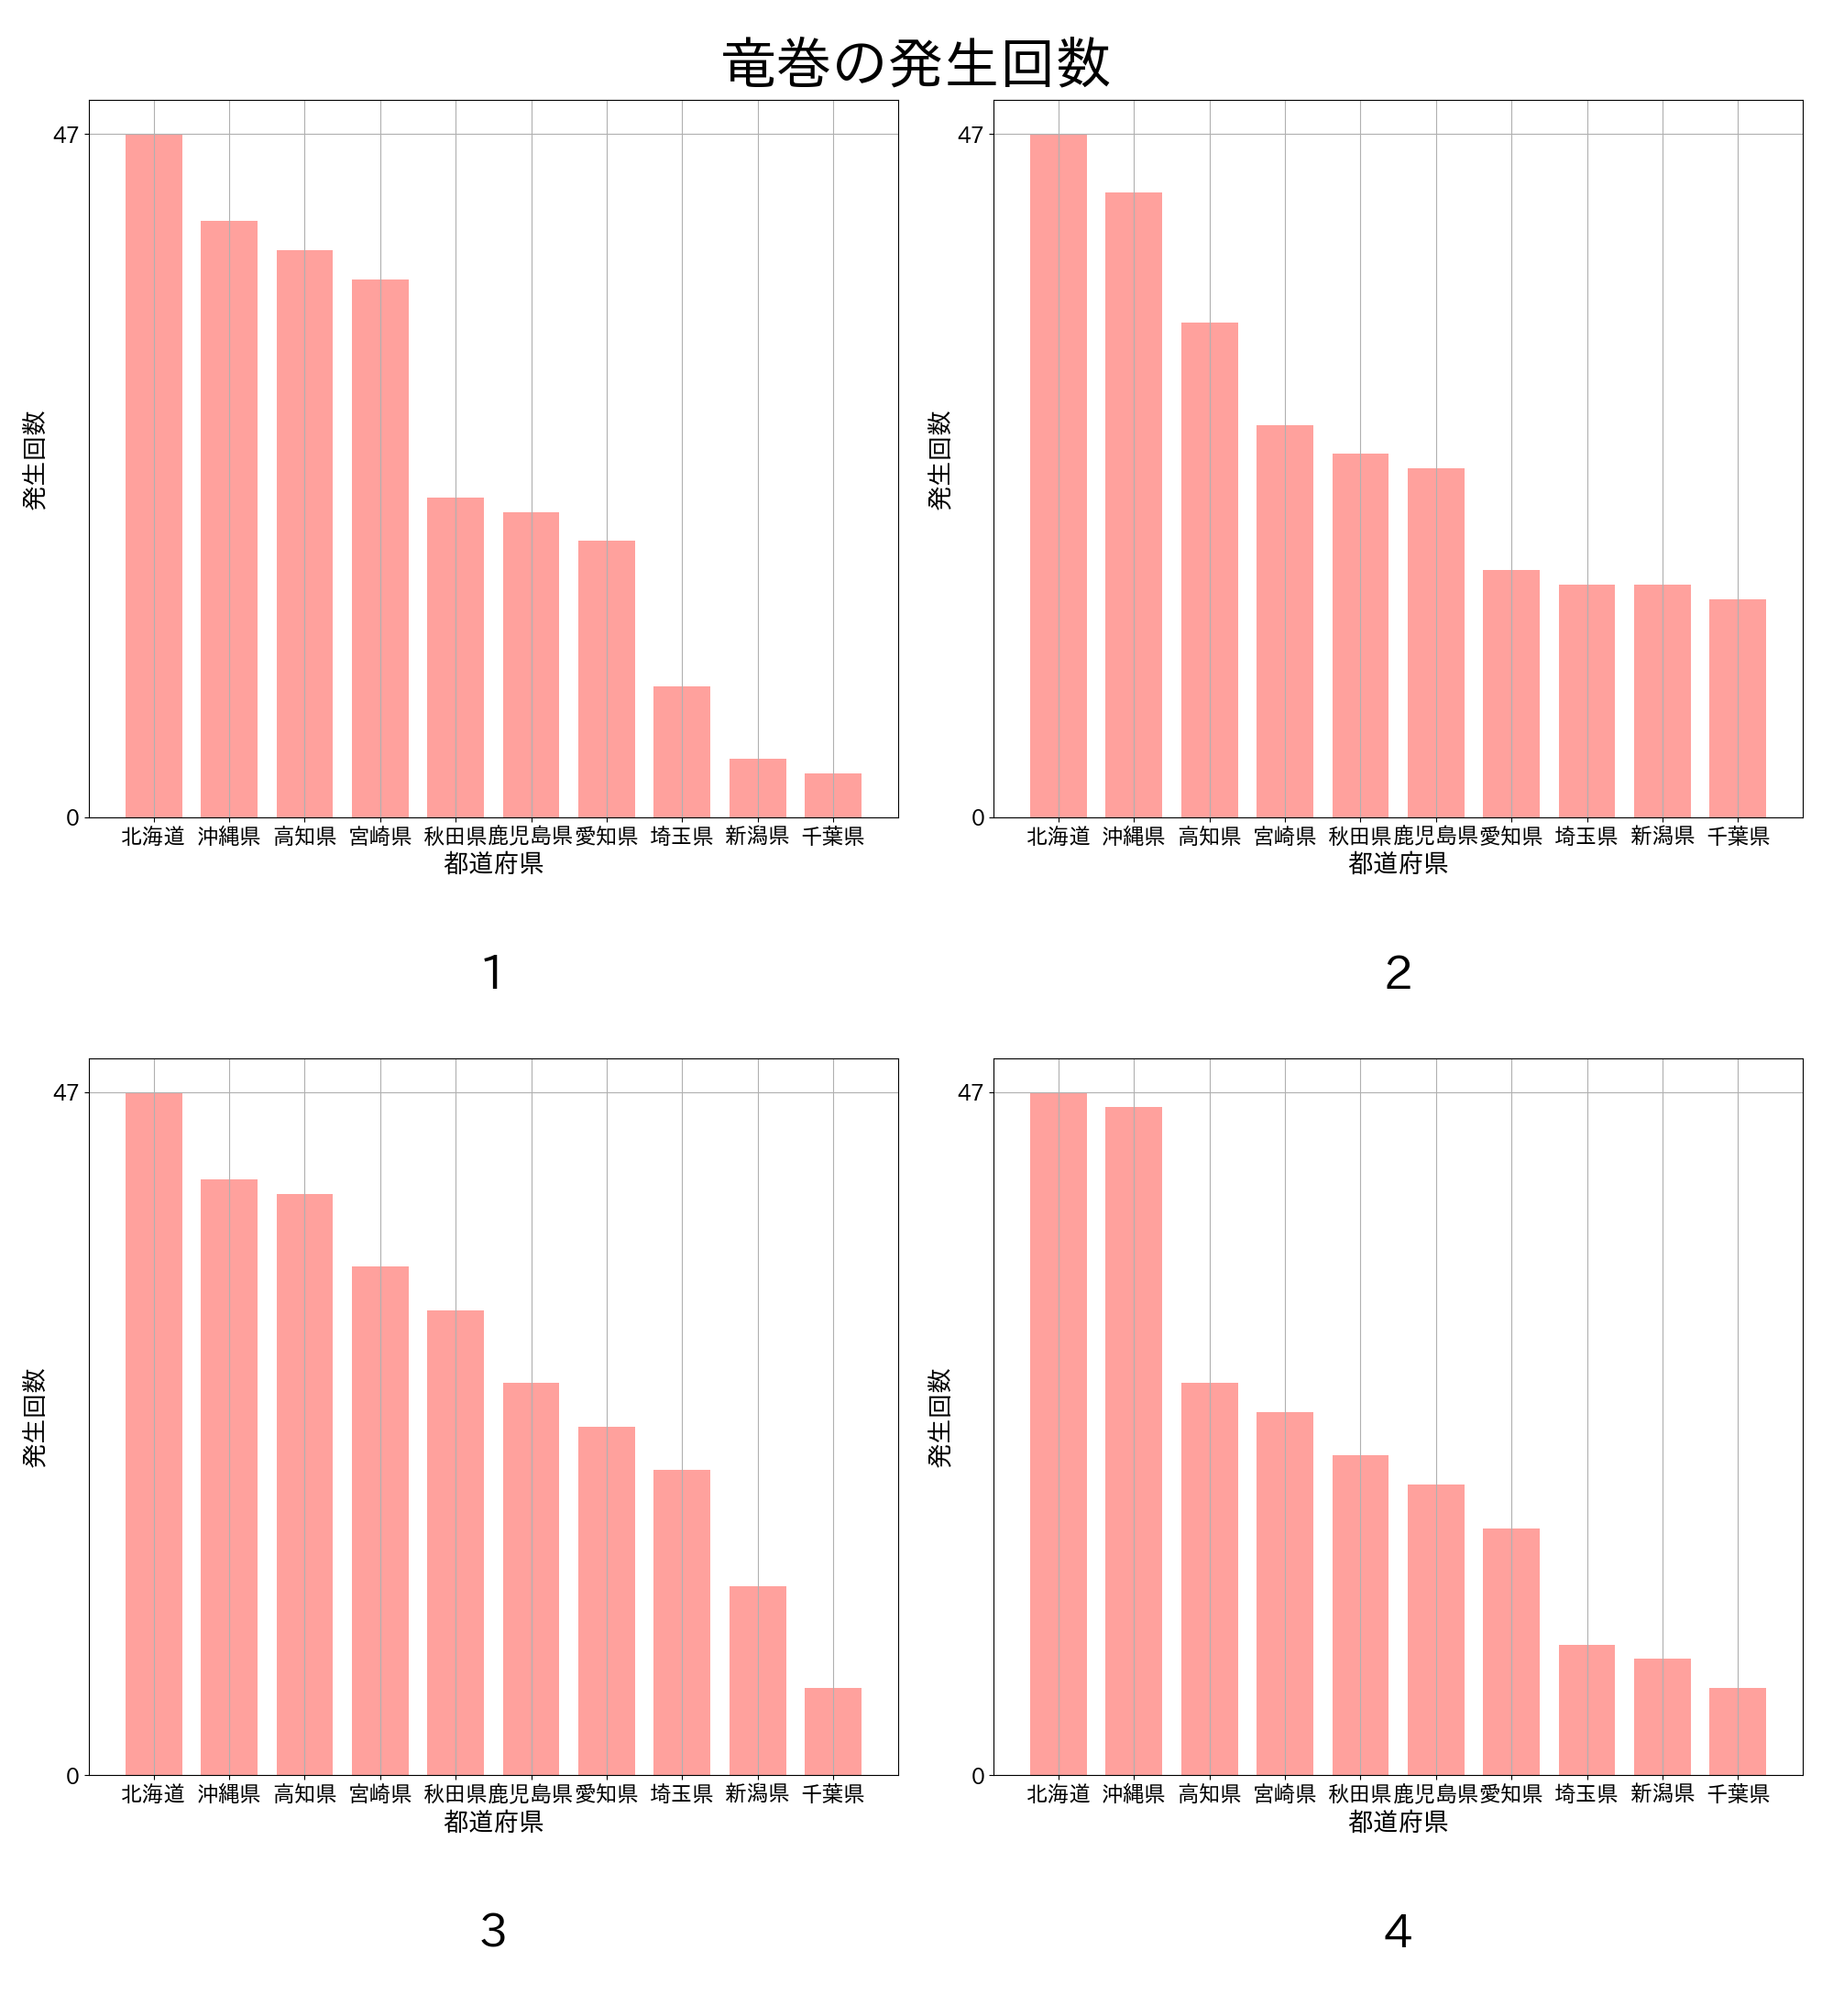 竜巻の発生回数
47
0
発生回数
北海道 沖縄県 高知県 宮崎県 秋田県 鹿児島県 愛知県 埼玉県 新潟県 千葉県
都道府県
1
47
0
発生回数
北海道 沖縄県 高知県 宮崎県 秋田県 鹿児島県 愛知県 埼玉県 新潟県 千葉県
都道府県
2
47
0
発生回数
北海道 沖縄県 高知県 宮崎県 秋田県 鹿児島県 愛知県 埼玉県 新潟県 千葉県
都道府県
3
47
0
発生回数
北海道 沖縄県 高知県 宮崎県 秋田県 鹿児島県 愛知県 埼玉県 新潟県 千葉県
都道府県
4